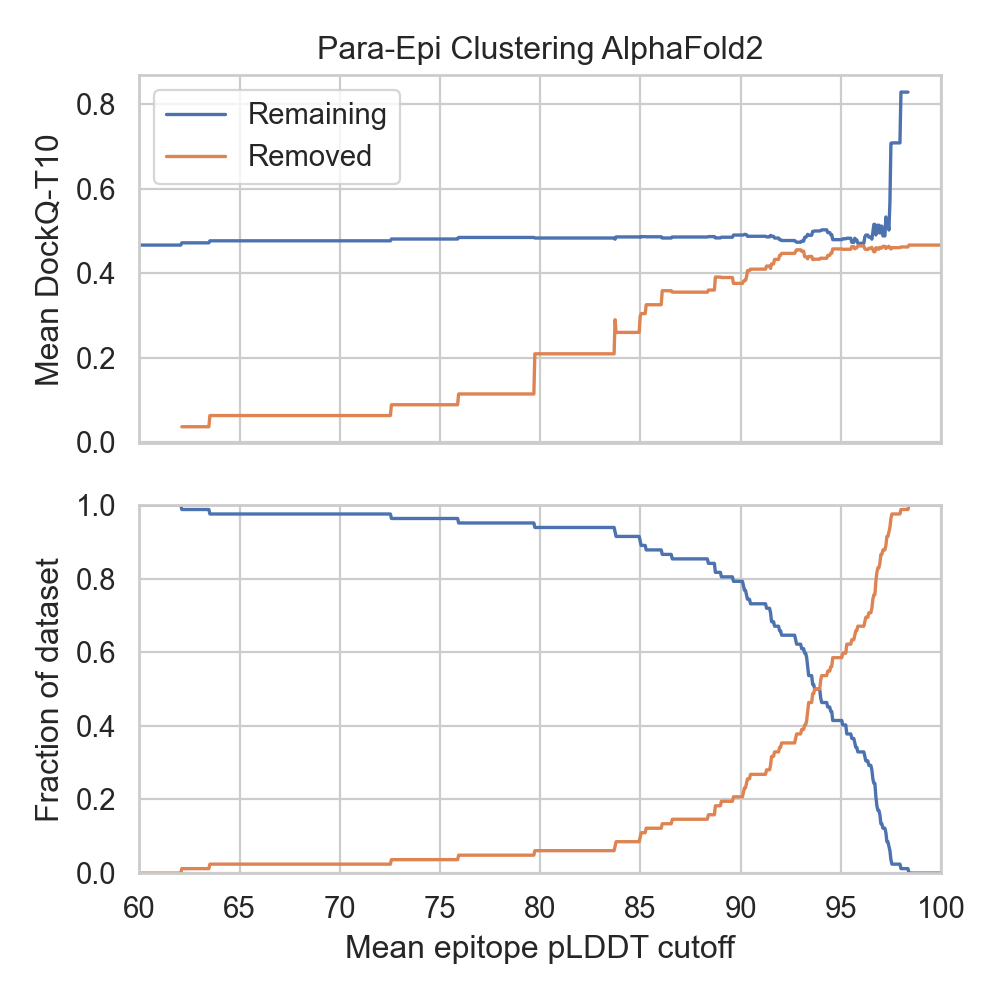 Para-Epi Clustering AlphaFold2
Mean DockQ-T10
0.8
0.6
0.4
0.2
0.0
Remaining
Removed
Fraction of dataset
1.0
0.8
0.6
0.4
0.2
0.0
60 65 70 75 80 85 90 95 100
Mean epitope pLDDT cutoff